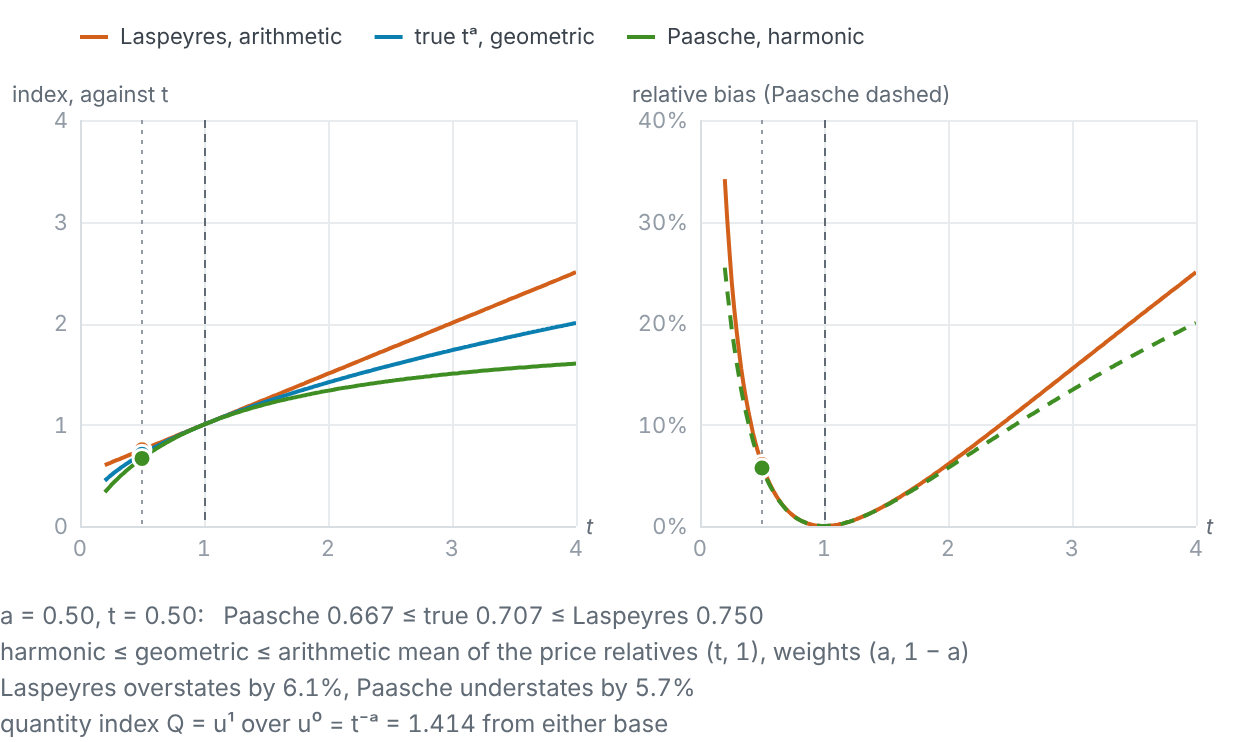 Laspeyres, arithmetic true tᵃ, geometric Paasche, harmonic
index, against t
4
3
2
1
0
0 1 2 3 4
t
relative bias (Paasche dashed)
40%
30%
20%
10%
0%
0 1 2 3 4
t
a = 0.50, t = 0.50: Paasche 0.667 ≤ true 0.707 ≤ Laspeyres 0.750
harmonic ≤ geometric ≤ arithmetic mean of the price relatives (t, 1), weights (a, 1 − a)
Laspeyres overstates by 6.1%, Paasche understates by 5.7%
quantity index Q = u¹ over u⁰ = t⁻ᵃ = 1.414 from either base